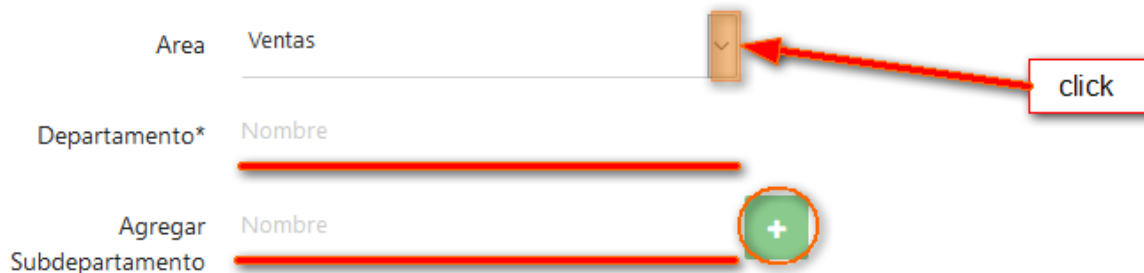 Area Ventas
click
Departamento* Nombre
Agregar Nombre +
Subdepartamento